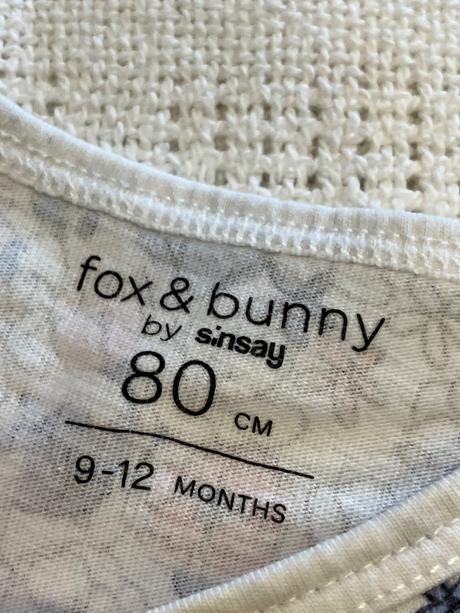 fox & bunny
by sinsay
80 CM
9-12 MONTHS